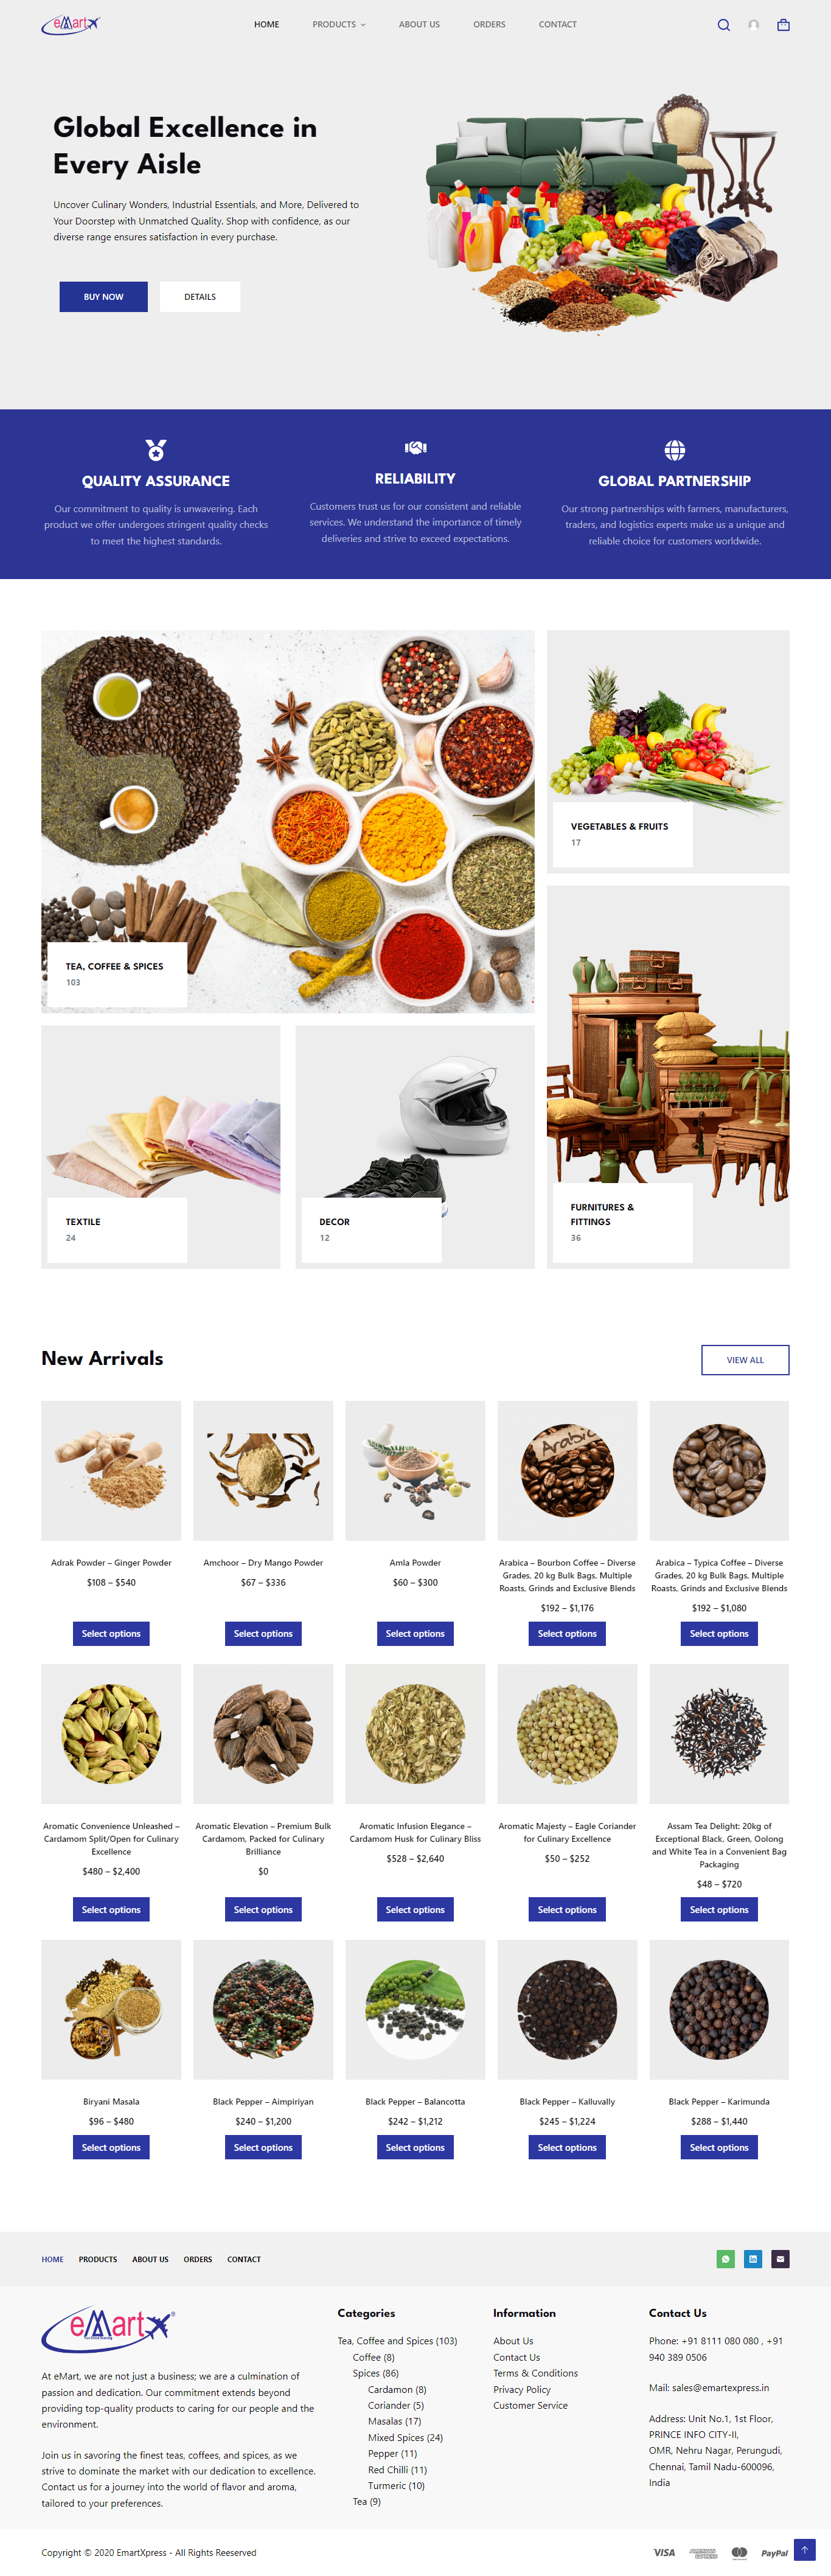 eMart
HOME
PRODUCTS
ABOUT US
ORDERS
CONTACT
Global Excellence in
Every Aisle
Uncover Culinary Wonders, Industrial Essentials, and More, Delivered to
Your Doorstep with Unmatched Quality. Shop with confidence, as our
diverse range ensures satisfaction in every purchase.
BUY NOW
DETAILS
QUALITY ASSURANCE
Our commitment to quality is unwavering. Each
product we offer undergoes stringent quality checks
to meet the highest standards.
RELIABILITY
Customers trust us for our consistent and reliable
services. We understand the importance of timely
deliveries and strive to exceed expectations.
GLOBAL PARTNERSHIP
Our strong partnerships with farmers, manufacturers,
traders, and logistics experts make us a unique and
reliable choice for customers worldwide.
TEA, COFFEE & SPICES
103
VEGETABLES & FRUITS
17
TEXTILE
24
DECOR
12
FURNITURES &
FITTINGS
36
New Arrivals
VIEW ALL
Adrak Powder – Ginger Powder
$108 – $540
Select options
Amchoor – Dry Mango Powder
$67 – $336
Select options
Amla Powder
$60 – $300
Select options
Arabic
Arabica – Bourbon Coffee – Diverse
Grades, 20 kg Bulk Bags, Multiple
Roasts, Grinds and Exclusive Blends
$192 – $1,176
Select options
Arabica – Typica Coffee – Diverse
Grades, 20 kg Bulk Bags, Multiple
Roasts, Grinds and Exclusive Blends
$192 – $1,080
Select options
Aromatic Convenience Unleashed –
Cardamom Split/Open for Culinary
Excellence
$480 – $2,400
Select options
Aromatic Elevation – Premium Bulk
Cardamom, Packed for Culinary
Brilliance
$0
Select options
Aromatic Infusion Elegance –
Cardamom Husk for Culinary Bliss
$528 – $2,640
Select options
Aromatic Majesty – Eagle Coriander
for Culinary Excellence
$50 – $252
Select options
Assam Tea Delight: 20kg of
Exceptional Black, Green, Oolong
and White Tea in a Convenient Bag
Packaging
$48 – $720
Select options
Biryani Masala
$96 – $480
Select options
Black Pepper – Aimpiriyan
$240 – $1,200
Select options
Black Pepper – Balancotta
$242 – $1,212
Select options
Black Pepper – Kalluvally
$245 – $1,224
Select options
Black Pepper – Karimunda
$288 – $1,440
Select options
HOME
PRODUCTS
ABOUT US
ORDERS
CONTACT
eMart
At eMart, we are not just a business; we are a culmination of
passion and dedication. Our commitment extends beyond
providing top-quality products to caring for our people and the
environment.
Join us in savoring the finest teas, coffees, and spices, as we
strive to dominate the market with our dedication to excellence.
Contact us for a journey into the world of flavor and aroma,
tailored to your preferences.
Categories
Tea, Coffee and Spices (103)
Coffee (8)
Spices (86)
Cardamon (8)
Coriander (5)
Masalas (17)
Mixed Spices (24)
Pepper (11)
Red Chilli (11)
Turmeric (10)
Tea (9)
Information
About Us
Contact Us
Terms & Conditions
Privacy Policy
Customer Service
Contact Us
Phone: +91 8111 080 080 , +91
940 389 0506
Mail: sales@emartexpress.in
Address: Unit No.1, 1st Floor,
PRINCE INFO CITY-II,
OMR, Nehru Nagar, Perungudi,
Chennai, Tamil Nadu-600096,
India
Copyright © 2020 EmartXpress - All Rights Reeserved
VISA
AMERICAN EXPRESS
PayPal